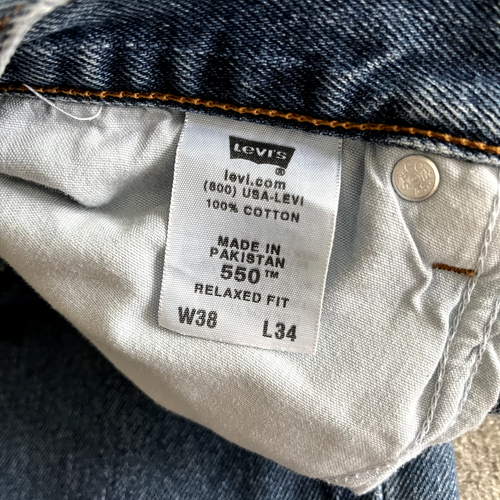 Levi's
®
levi.com
(800) USA-LEVI
100% COTTON
MADE IN
PAKISTAN
550™
RELAXED FIT
W38 L34